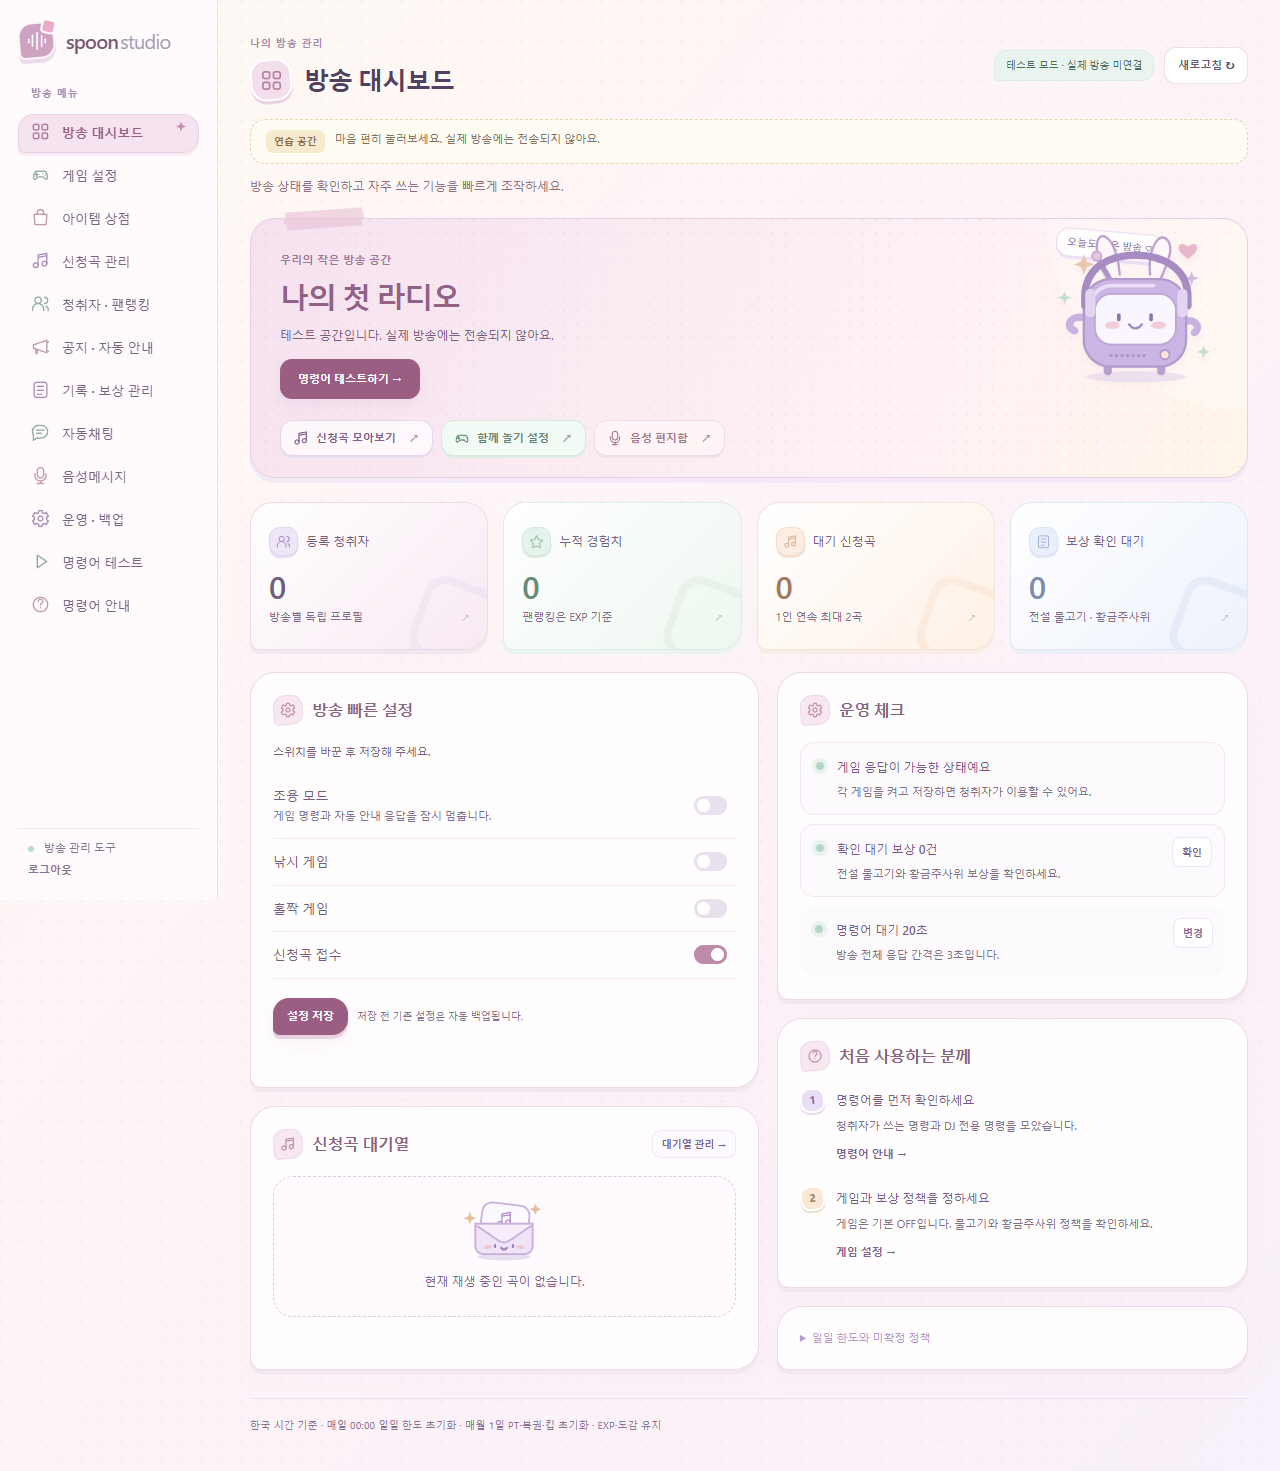 spoon studio
방송 메뉴
방송 대시보드
게임 설정
아이템 상점
신청곡 관리
청취자 · 팬랭킹
공지 · 자동 안내
기록 · 보상 관리
자동채팅
음성메시지
운영 · 백업
명령어 테스트
명령어 안내
방송 관리 도구
로그아웃
나의 방송 관리
방송 대시보드
테스트 모드 · 실제 방송 미연결
새로고침 ↻
연습 공간
마음 편히 눌러보세요. 실제 방송에는 전송되지 않아요.
방송 상태를 확인하고 자주 쓰는 기능을 빠르게 조작하세요.
우리의 작은 방송 공간
나의 첫 라디오
테스트 공간입니다. 실제 방송에는 전송되지 않아요.
명령어 테스트하기 →
신청곡 모아보기 ↗
함께 놀기 설정 ↗
음성 편지함 ↗
오늘도 은 방송 ♡
등록 청취자
0
방송별 독립 프로필 ↗
누적 경험치
0
팬랭킹은 EXP 기준 ↗
대기 신청곡
0
1인 연속 최대 2곡 ↗
보상 확인 대기
0
전설 물고기 · 황금주사위 ↗
방송 빠른 설정
스위치를 바꾼 후 저장해 주세요.
조용 모드
게임 명령과 자동 안내 응답을 잠시 멈춥니다.
낚시 게임
홀짝 게임
신청곡 접수
설정 저장
저장 전 기존 설정은 자동 백업됩니다.
신청곡 대기열
대기열 관리 →
현재 재생 중인 곡이 없습니다.
운영 체크
게임 응답이 가능한 상태예요
각 게임을 켜고 저장하면 청취자가 이용할 수 있어요.
확인 대기 보상 0건
전설 물고기와 황금주사위 보상을 확인하세요.
확인
명령어 대기 20초
방송 전체 응답 간격은 3초입니다.
변경
처음 사용하는 분께
1
명령어를 먼저 확인하세요
청취자가 쓰는 명령과 DJ 전용 명령을 모았습니다.
명령어 안내 →
2
게임과 보상 정책을 정하세요
게임은 기본 OFF입니다. 물고기와 황금주사위 정책을 확인하세요.
게임 설정 →
▶ 일일 한도와 미확정 정책
한국 시간 기준 · 매일 00:00 일일 한도 초기화 · 매월 1일 PT·복권·킵 초기화 · EXP·도감 유지